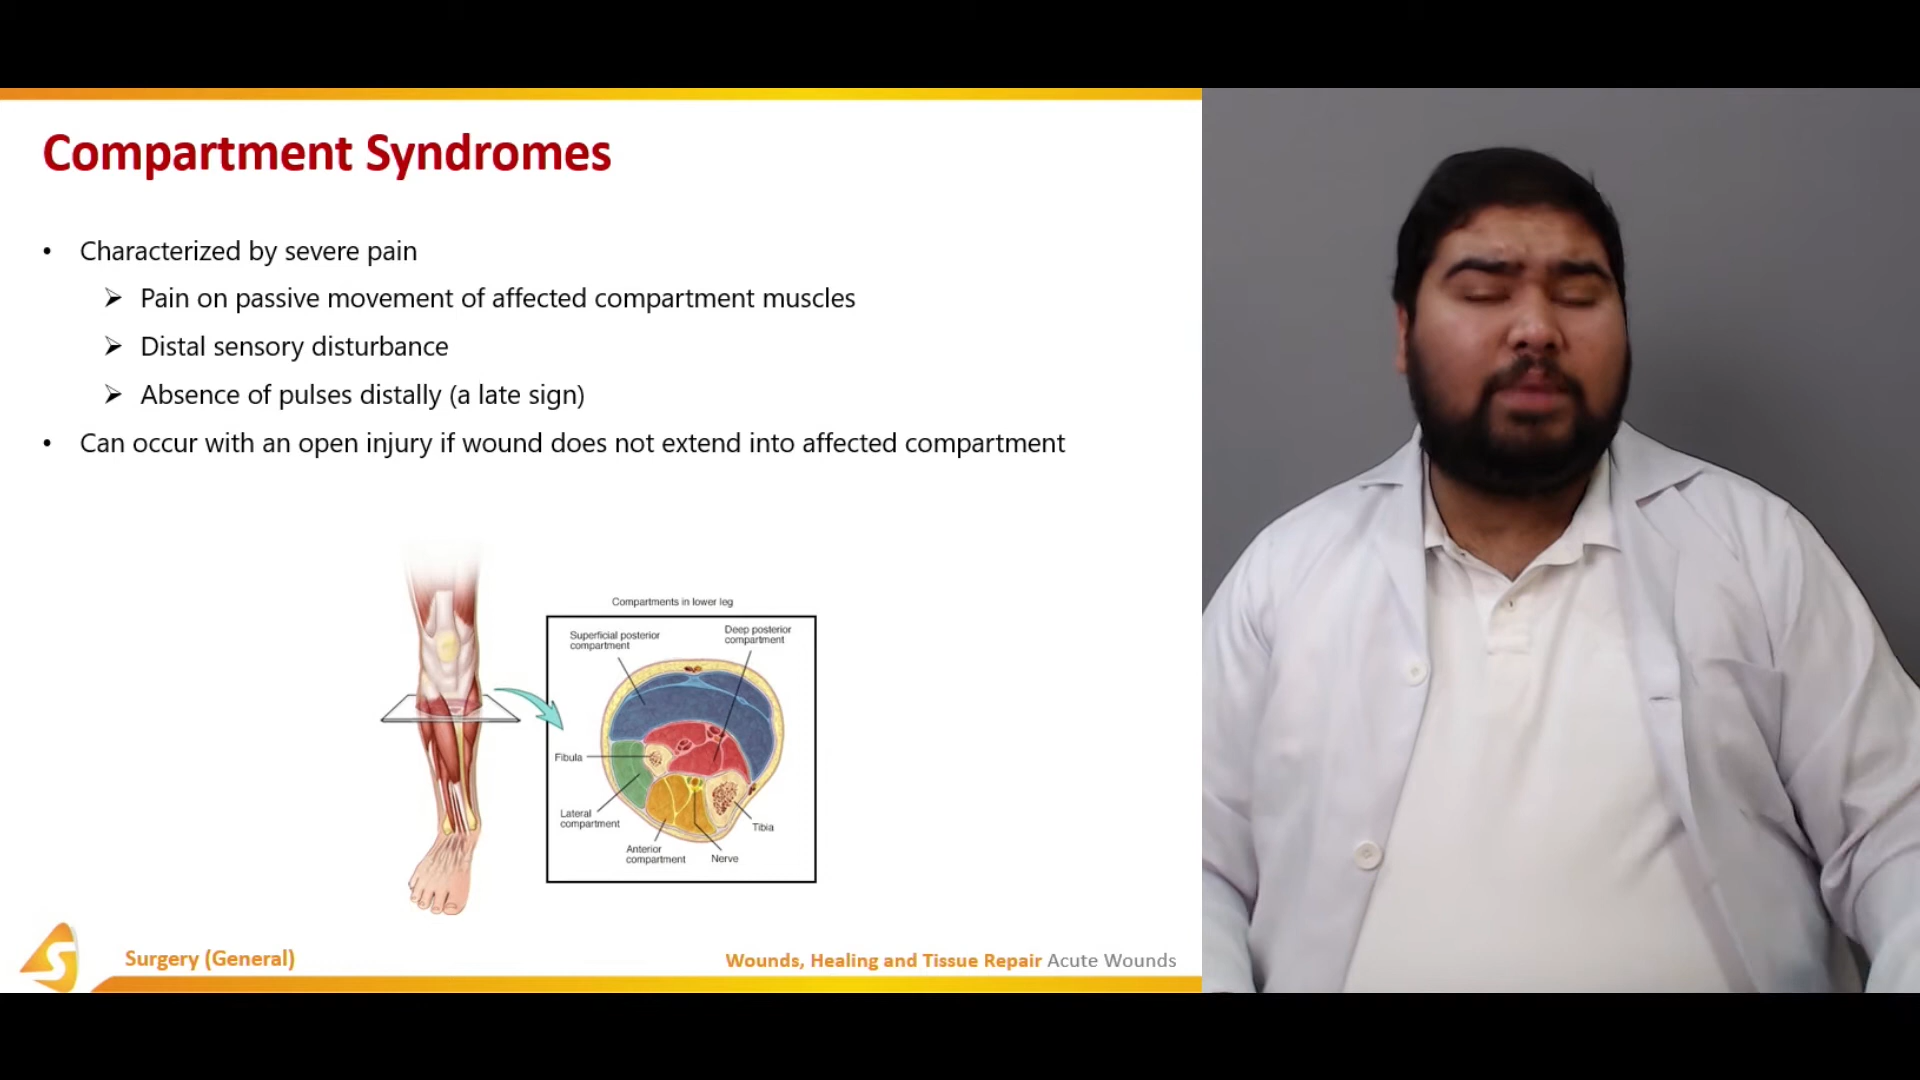 Compartment Syndromes
• Characterized by severe pain
➢ Pain on passive movement of affected compartment muscles
➢ Distal sensory disturbance
➢ Absence of pulses distally (a late sign)
• Can occur with an open injury if wound does not extend into affected compartment
Compartments in lower leg
Superficial posterior
compartment
Deep posterior
compartment
Fibula
Lateral
compartment
Tibia
Anterior
compartment
Nerve
S
Surgery (General)
Wounds, Healing and Tissue Repair Acute Wounds